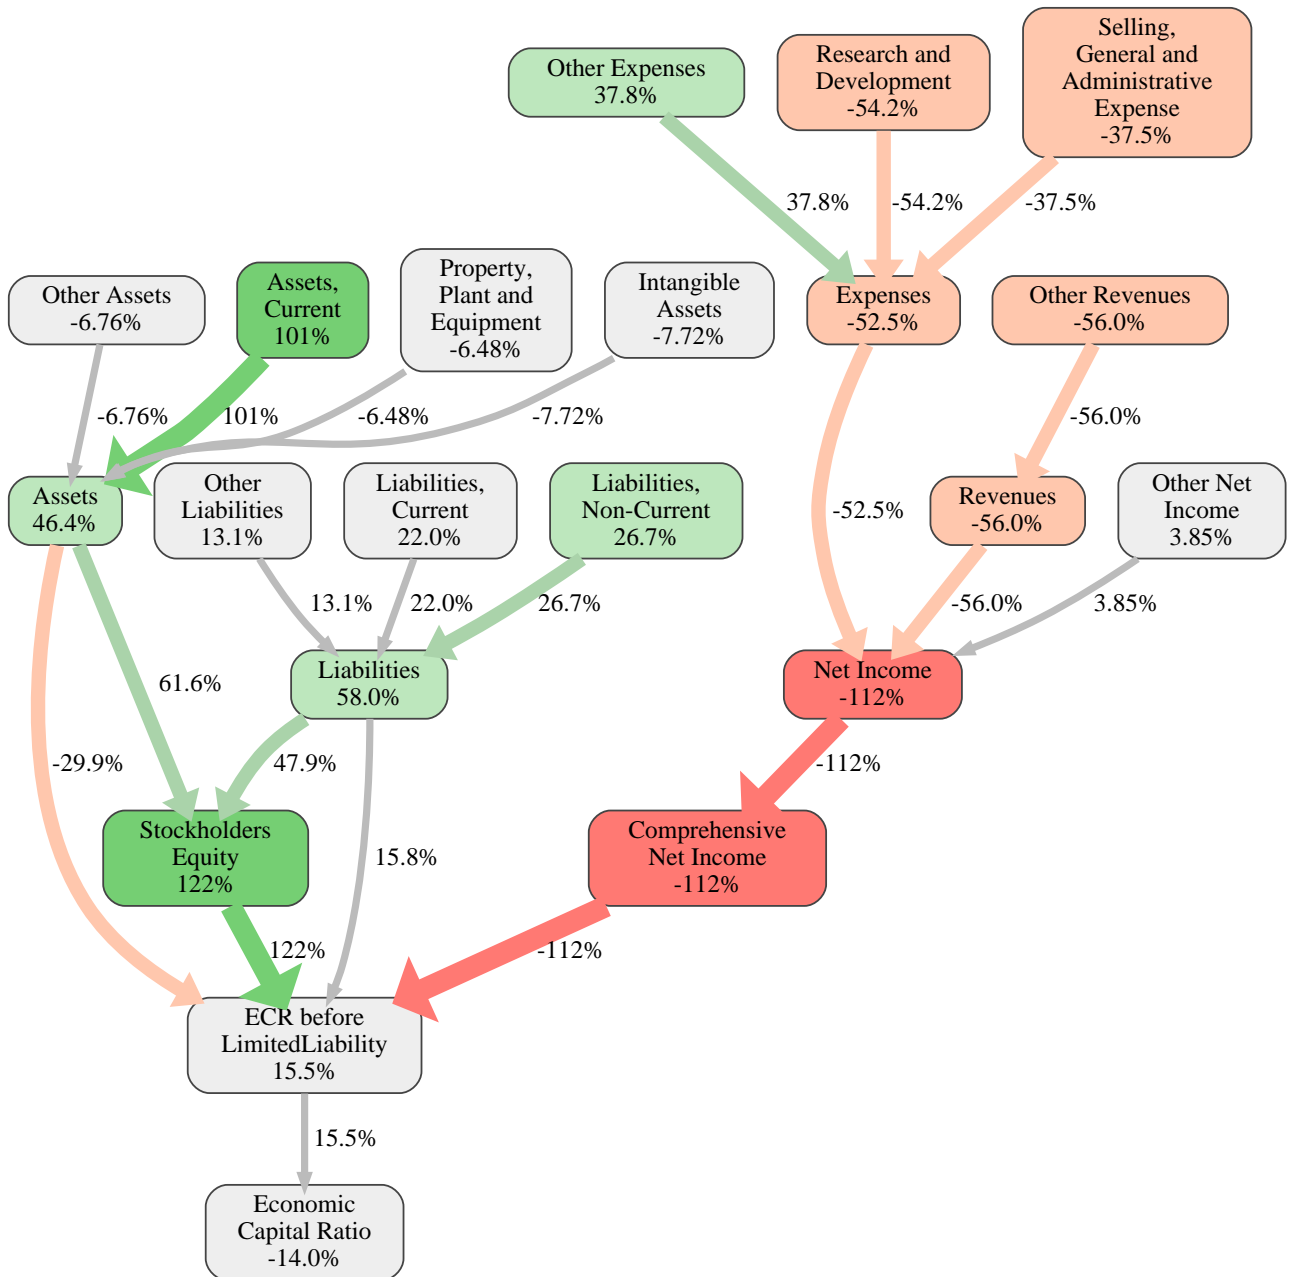 Other Expenses
37.8%
Research and
Development
-54.2%
Selling,
General and
Administrative
Expense
-37.5%
37.8%
-54.2%
-37.5%
Other Assets
-6.76%
Assets,
Current
101%
Property,
Plant and
Equipment
-6.48%
Intangible
Assets
-7.72%
Expenses
-52.5%
Other Revenues
-56.0%
-6.76%
101%
-6.48%
-7.72%
-56.0%
Assets
46.4%
Other
Liabilities
13.1%
Liabilities,
Current
22.0%
Liabilities,
Non-Current
26.7%
-52.5%
Revenues
-56.0%
Other Net
Income
3.85%
13.1%
22.0%
26.7%
-56.0%
3.85%
61.6%
Liabilities
58.0%
Net Income
-112%
-29.9%
47.9%
-112%
Stockholders
Equity
122%
15.8%
Comprehensive
Net Income
-112%
122%
-112%
ECR before
LimitedLiability
15.5%
15.5%
Economic
Capital Ratio
-14.0%